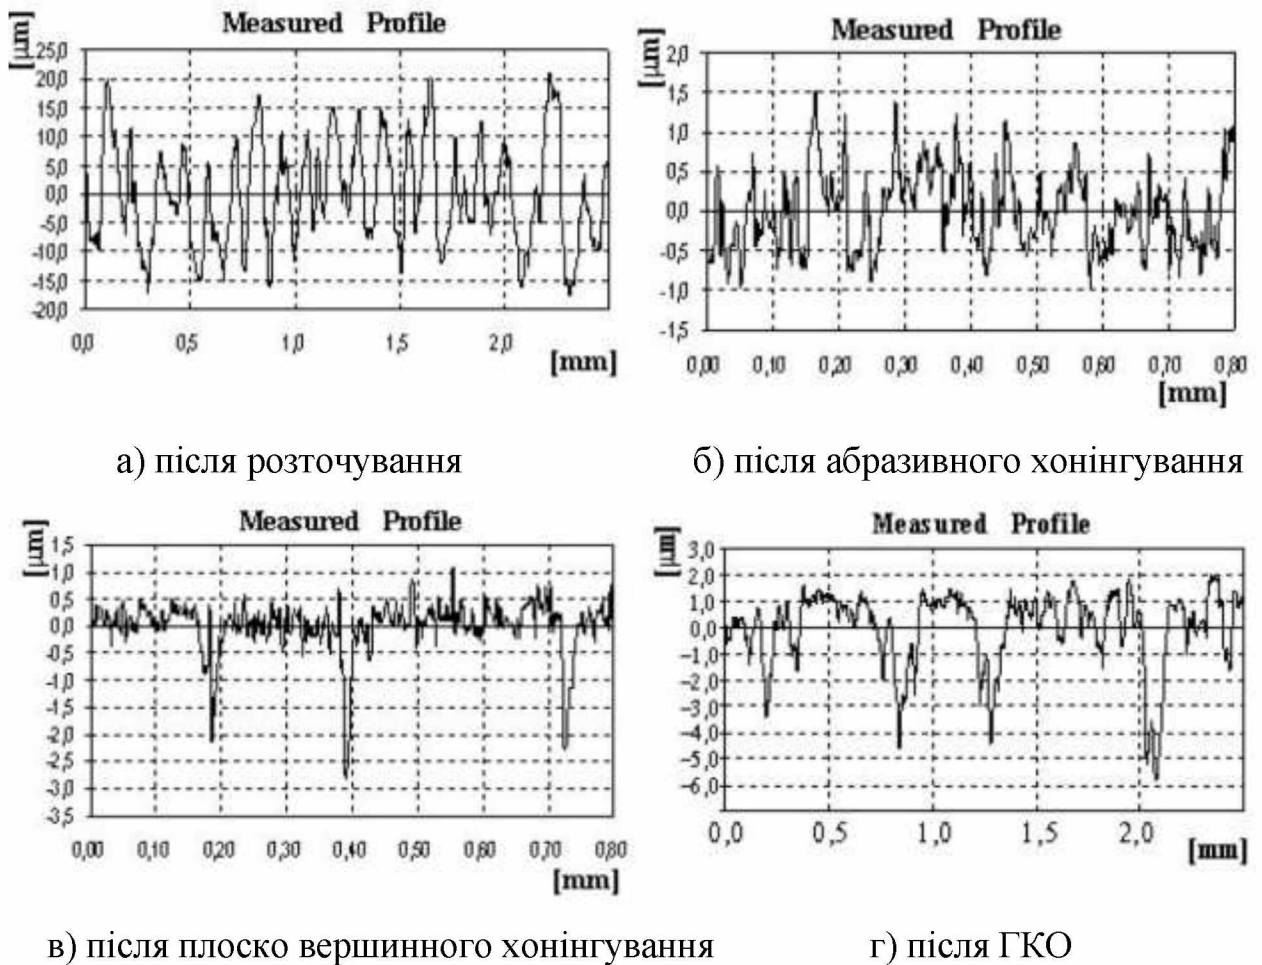 Measured Profile
[μm]
25,0
20,0
15,0
10,0
5,0
0,0
-5,0
-10,0
-15,0
-20,0
0,0 0,5 1,0 1,5 2,0
[mm]
Measured Profile
[μm]
2,0
1,5
1,0
0,5
0,0
-0,5
-1,0
-1,5
0,00 0,10 0,20 0,30 0,40 0,50 0,60 0,70 0,80
[mm]
а) після розточування
б) після абразивного хонінгування
Measured Profile
[μm]
1,5
1,0
0,5
0,0
-0,5
-1,0
-1,5
-2,0
-2,5
-3,0
-3,5
0,00 0,10 0,20 0,30 0,40 0,50 0,60 0,70 0,80
[mm]
Measured Profile
[μm]
3,0
2,0
1,0
0,0
-1,0
-2,0
-3,0
-4,0
-5,0
-6,0
0,0 0,5 1,0 1,5 2,0
[mm]
в) після плоско вершинного хонінгування
г) після ГКО